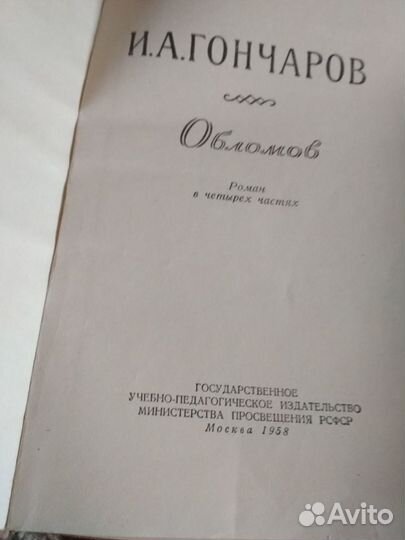 И.А.ГОНЧАРОВ
Обломов
Роман
в четырех частях
ГОСУДАРСТВЕННОЕ
УЧЕБНО-ПЕДАГОГИЧЕСКОЕ ИЗДАТЕЛЬСТВО
МИНИСТЕРСТВА ПРОСВЕЩЕНИЯ РСФСР
Москва 1958
Avito